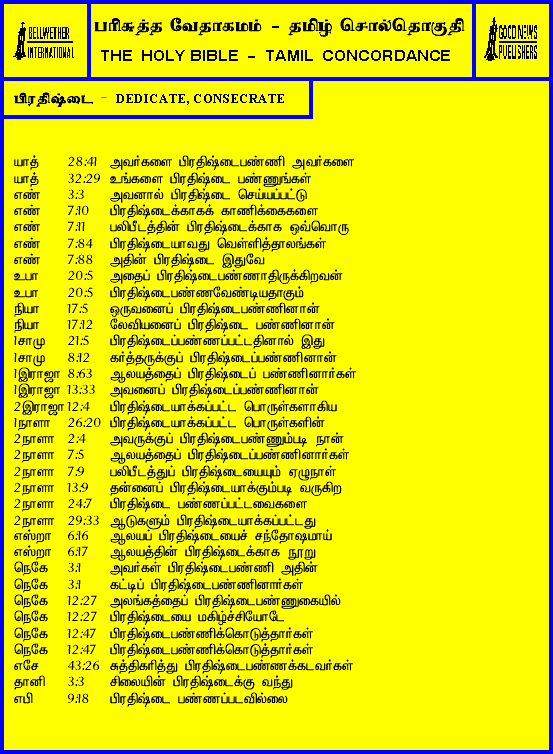 BELLWETHER
INTERNATIONAL
பரிசுத்த வேதாகமம் - தமிழ் சொல்தொகுதி
THE HOLY BIBLE - TAMIL CONCORDANCE
GOOD NEWS
PUBLISHERS
பிரதிஷ்டை - DEDICATE, CONSECRATE
யாத் 28:41 அவர்களை பிரதிஷ்டைபண்ணி அவர்களை
யாத் 32:29 உங்களை பிரதிஷ்டை பண்ணுங்கள்
எண் 3:3 அவனால் பிரதிஷ்டை செய்யப்பட்டு
எண் 7:10 பிரதிஷ்டைக்காகக் காணிக்கைகளை
எண் 7:11 பலிபீடத்தின் பிரதிஷ்டைக்காக ஒவ்வொரு
எண் 7:84 பிரதிஷ்டையாவது வெள்ளித்தாலங்கள்
எண் 7:88 அதின் பிரதிஷ்டை இதுவே
உபா 20:5 அதைப் பிரதிஷ்டைபண்ணாதிருக்கிறவன்
உபா 20:5 பிரதிஷ்டைபண்ணவேண்டியதாகும்
நியா 17:5 ஒருவனைப் பிரதிஷ்டைபண்ணினான்
நியா 17:12 லேவியனைப் பிரதிஷ்டை பண்ணினான்
1சாமு 21:5 பிரதிஷ்டைப்பண்ணப்பட்டதினால் இது
1சாமு 8:12 கர்த்தருக்குப் பிரதிஷ்டைப்பண்ணினான்
1இராஜா 8:63 ஆலயத்தைப் பிரதிஷ்டைப் பண்ணினார்கள்
1இராஜா 13:33 அவனைப் பிரதிஷ்டைப்பண்ணினான்
2இராஜா 12:4 பிரதிஷ்டையாக்கப்பட்ட பொருள்களாகிய
1நாளா 26:20 பிரதிஷ்டையாக்கப்பட்ட பொருள்களின்
2நாளா 2:4 அவருக்குப் பிரதிஷ்டைபண்ணும்படி நான்
2நாளா 7:5 ஆலயத்தைப் பிரதிஷ்டைப்பண்ணினார்கள்
2நாளா 7:9 பலிபீடத்துப் பிரதிஷ்டையையும் ஏழுநாள்
2நாளா 13:9 தன்னைப் பிரதிஷ்டையாக்கும்படி வருகிற
2நாளா 24:7 பிரதிஷ்டை பண்ணப்பட்டவைகளை
2நாளா 29:33 ஆடுகளும் பிரதிஷ்டையாக்கப்பட்டது
எஸ்றா 6:16 ஆலயப் பிரதிஷ்டையைச் சந்தோஷமாய்
எஸ்றா 6:17 ஆலயத்தின் பிரதிஷ்டைக்காக நூறு
நெகே 3:1 அவர்கள் பிரதிஷ்டைபண்ணி அதின்
நெகே 3:1 கட்டிப் பிரதிஷ்டைபண்ணினார்கள்
நெகே 12:27 அலங்கத்தைப் பிரதிஷ்டைபண்ணுகையில்
நெகே 12:27 பிரதிஷ்டையை மகிழ்ச்சியோடே
நெகே 12:47 பிரதிஷ்டைபண்ணிக்கொடுத்தார்கள்
நெகே 12:47 பிரதிஷ்டைபண்ணிக்கொடுத்தார்கள்
எசே 43:26 சுத்திகரித்து பிரதிஷ்டைபண்ணக்கடவர்கள்
தானி 3:3 சிலையின் பிரதிஷ்டைக்கு வந்து
எபி 9:18 பிரதிஷ்டை பண்ணப்படவில்லை